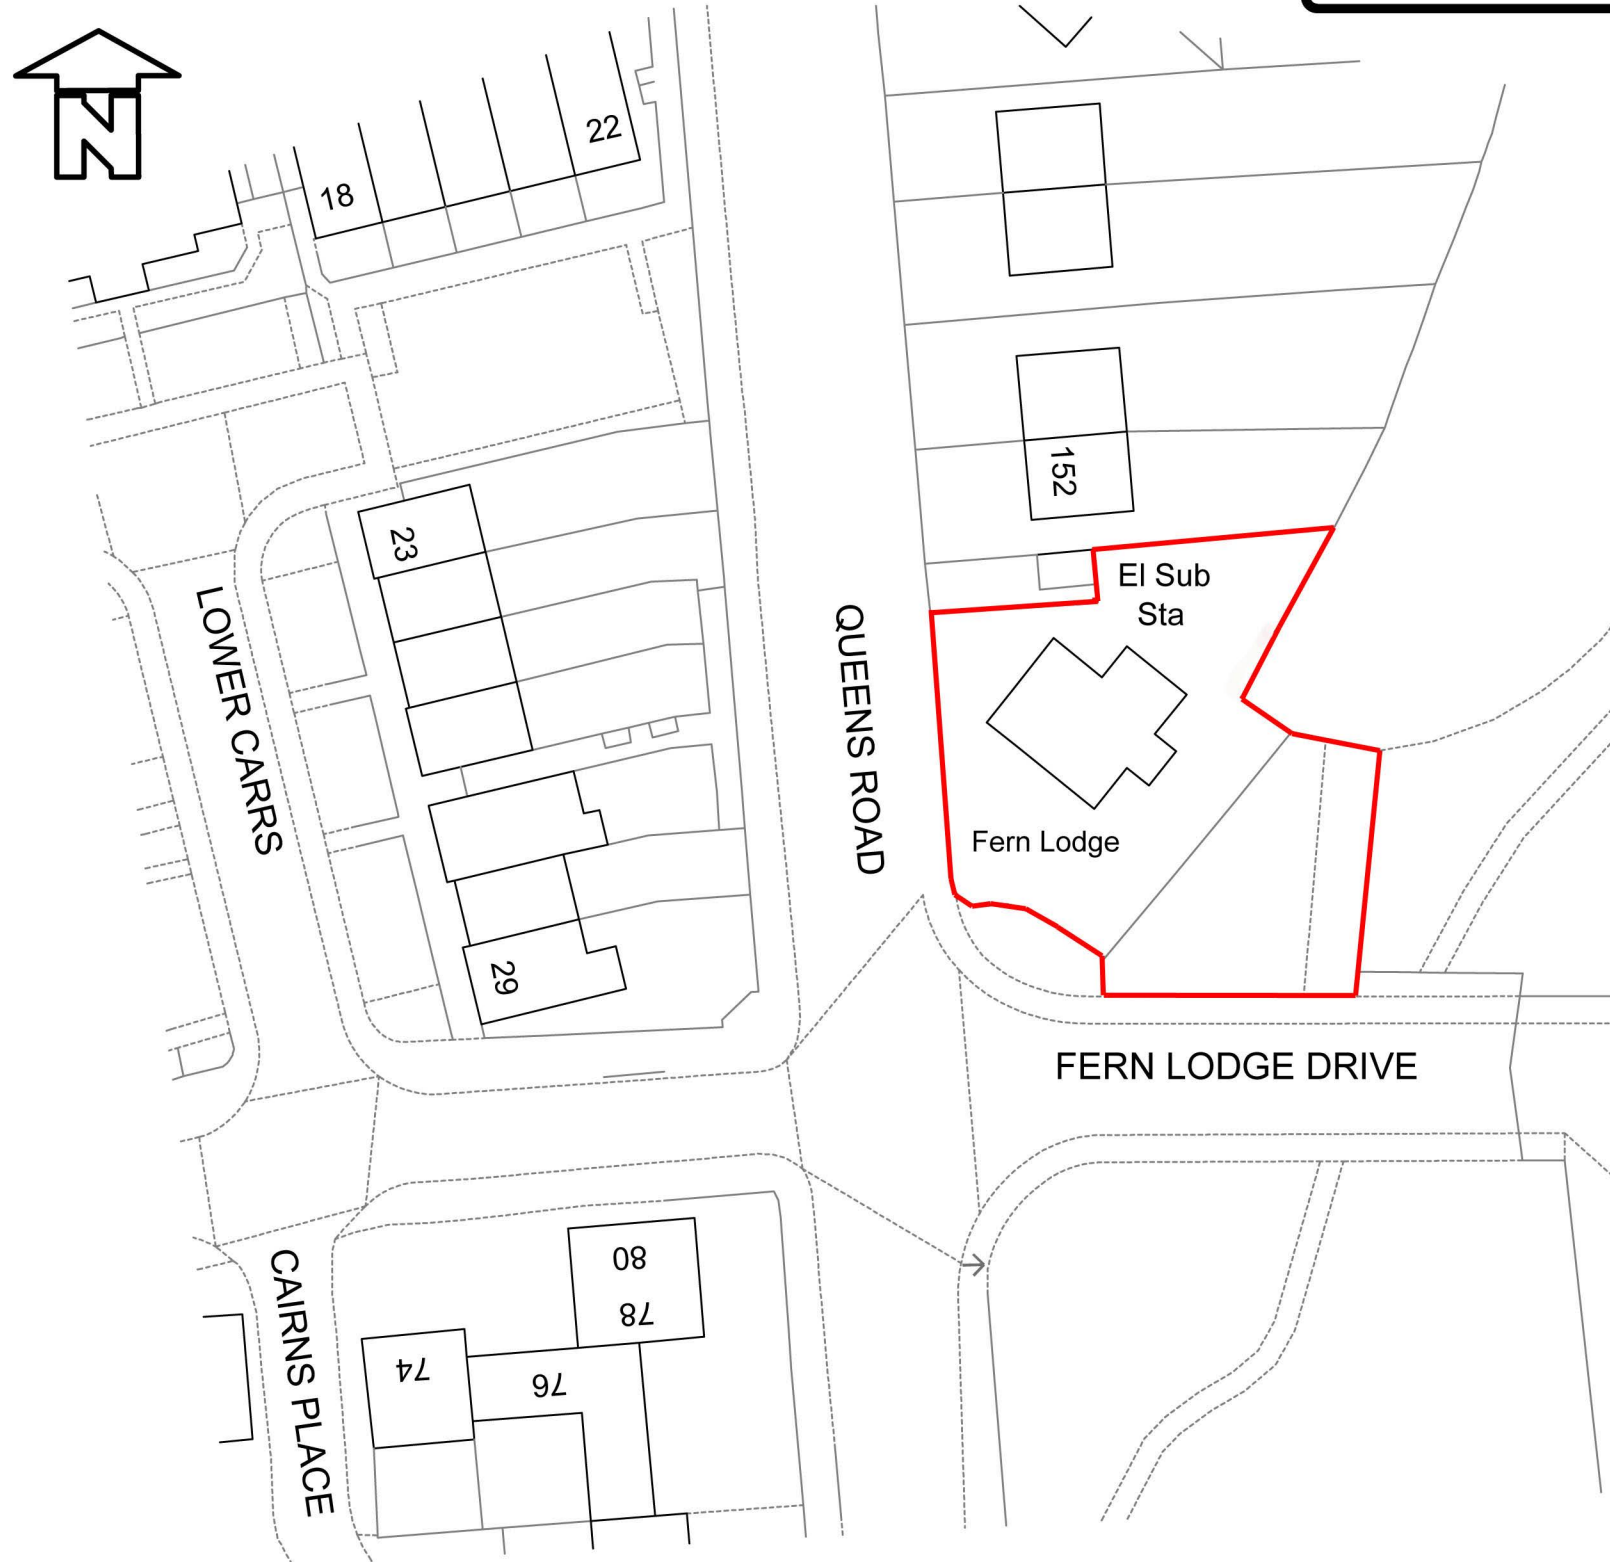 N
22
18
152
23
El Sub
Sta
LOWER CARRS
QUEENS ROAD
Fern Lodge
29
FERN LODGE DRIVE
80
78
74
76
CAIRNS PLACE